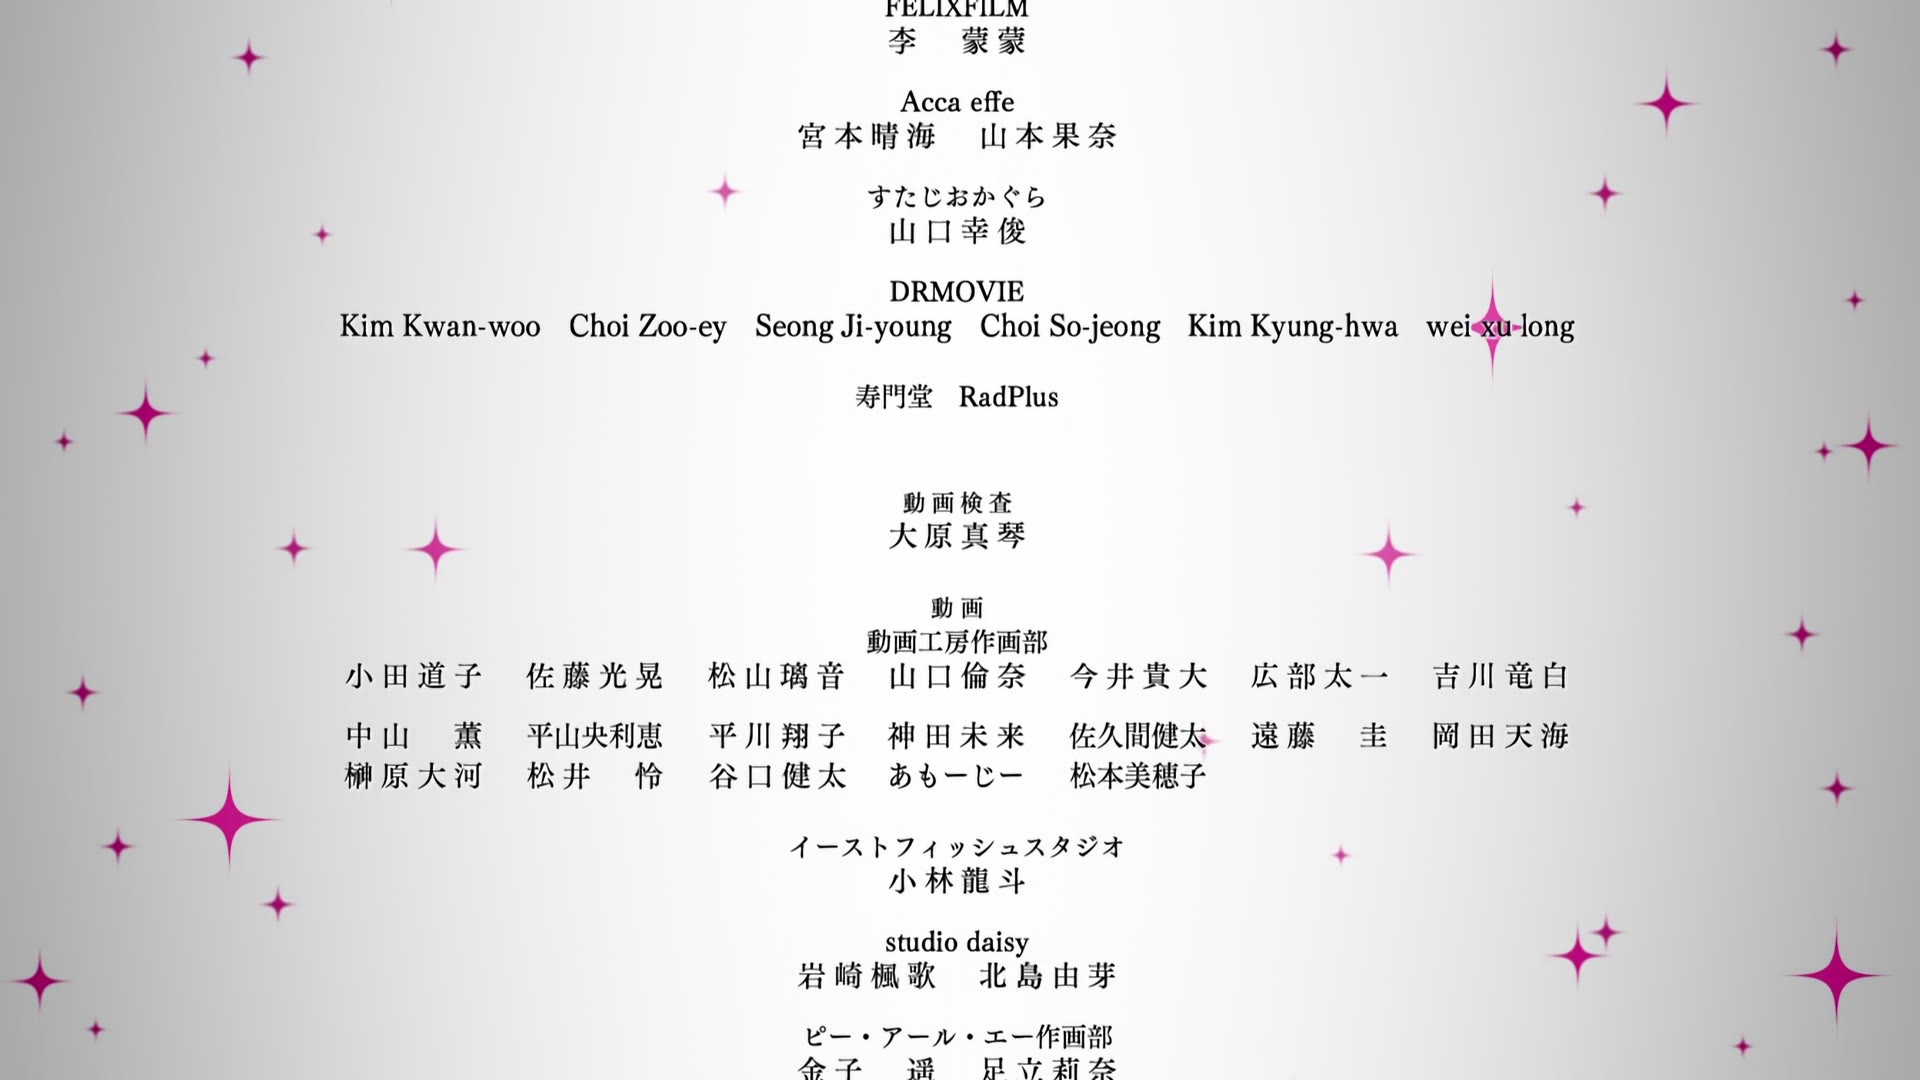 FELIXFILM
李　蒙蒙
Acca effe
宮本晴海　山本果奈
すたじおかぐら
山口幸俊
DRMOVIE
Kim Kwan-woo　Choi Zoo-ey　Seong Ji-young　Choi So-jeong　Kim Kyung-hwa　wei xu long
寿門堂　RadPlus
動画検査
大原真琴
動画
動画工房作画部
小田道子　佐藤光晃　松山璃音　山口倫奈　今井貴大　広部太一　吉川竜白
中山　薫　平山央利恵　平川翔子　神田未来　佐久間健太　遠藤　圭　岡田天海
榊原大河　松井　怜　谷口健太　あもーじー　松本美穂子
イーストフィッシュスタジオ
小林龍斗
studio daisy
岩崎楓歌　北島由芽
ピー・アール・エー作画部
金子　遥　足立莉奈